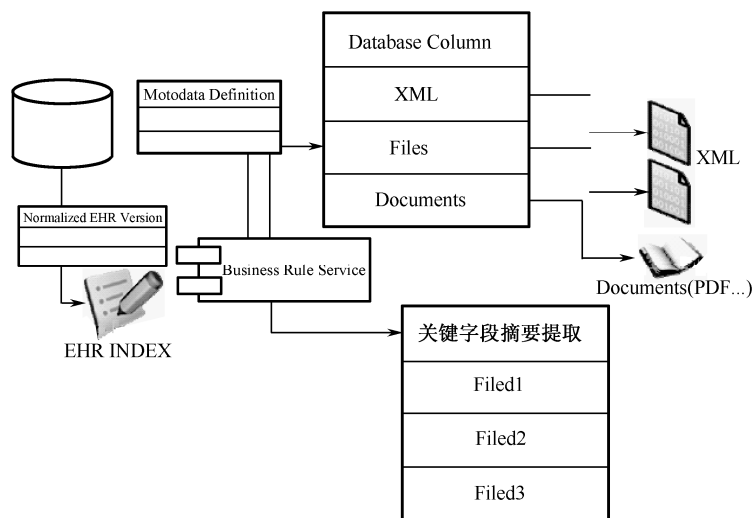 Database Column
Motodata Definition
XML
Files
XML
Documents
Normalized EHR Version
Business Rule Service
Documents(PDF...)
EHR INDEX
关键字段摘要提取
Filed1
Filed2
Filed3